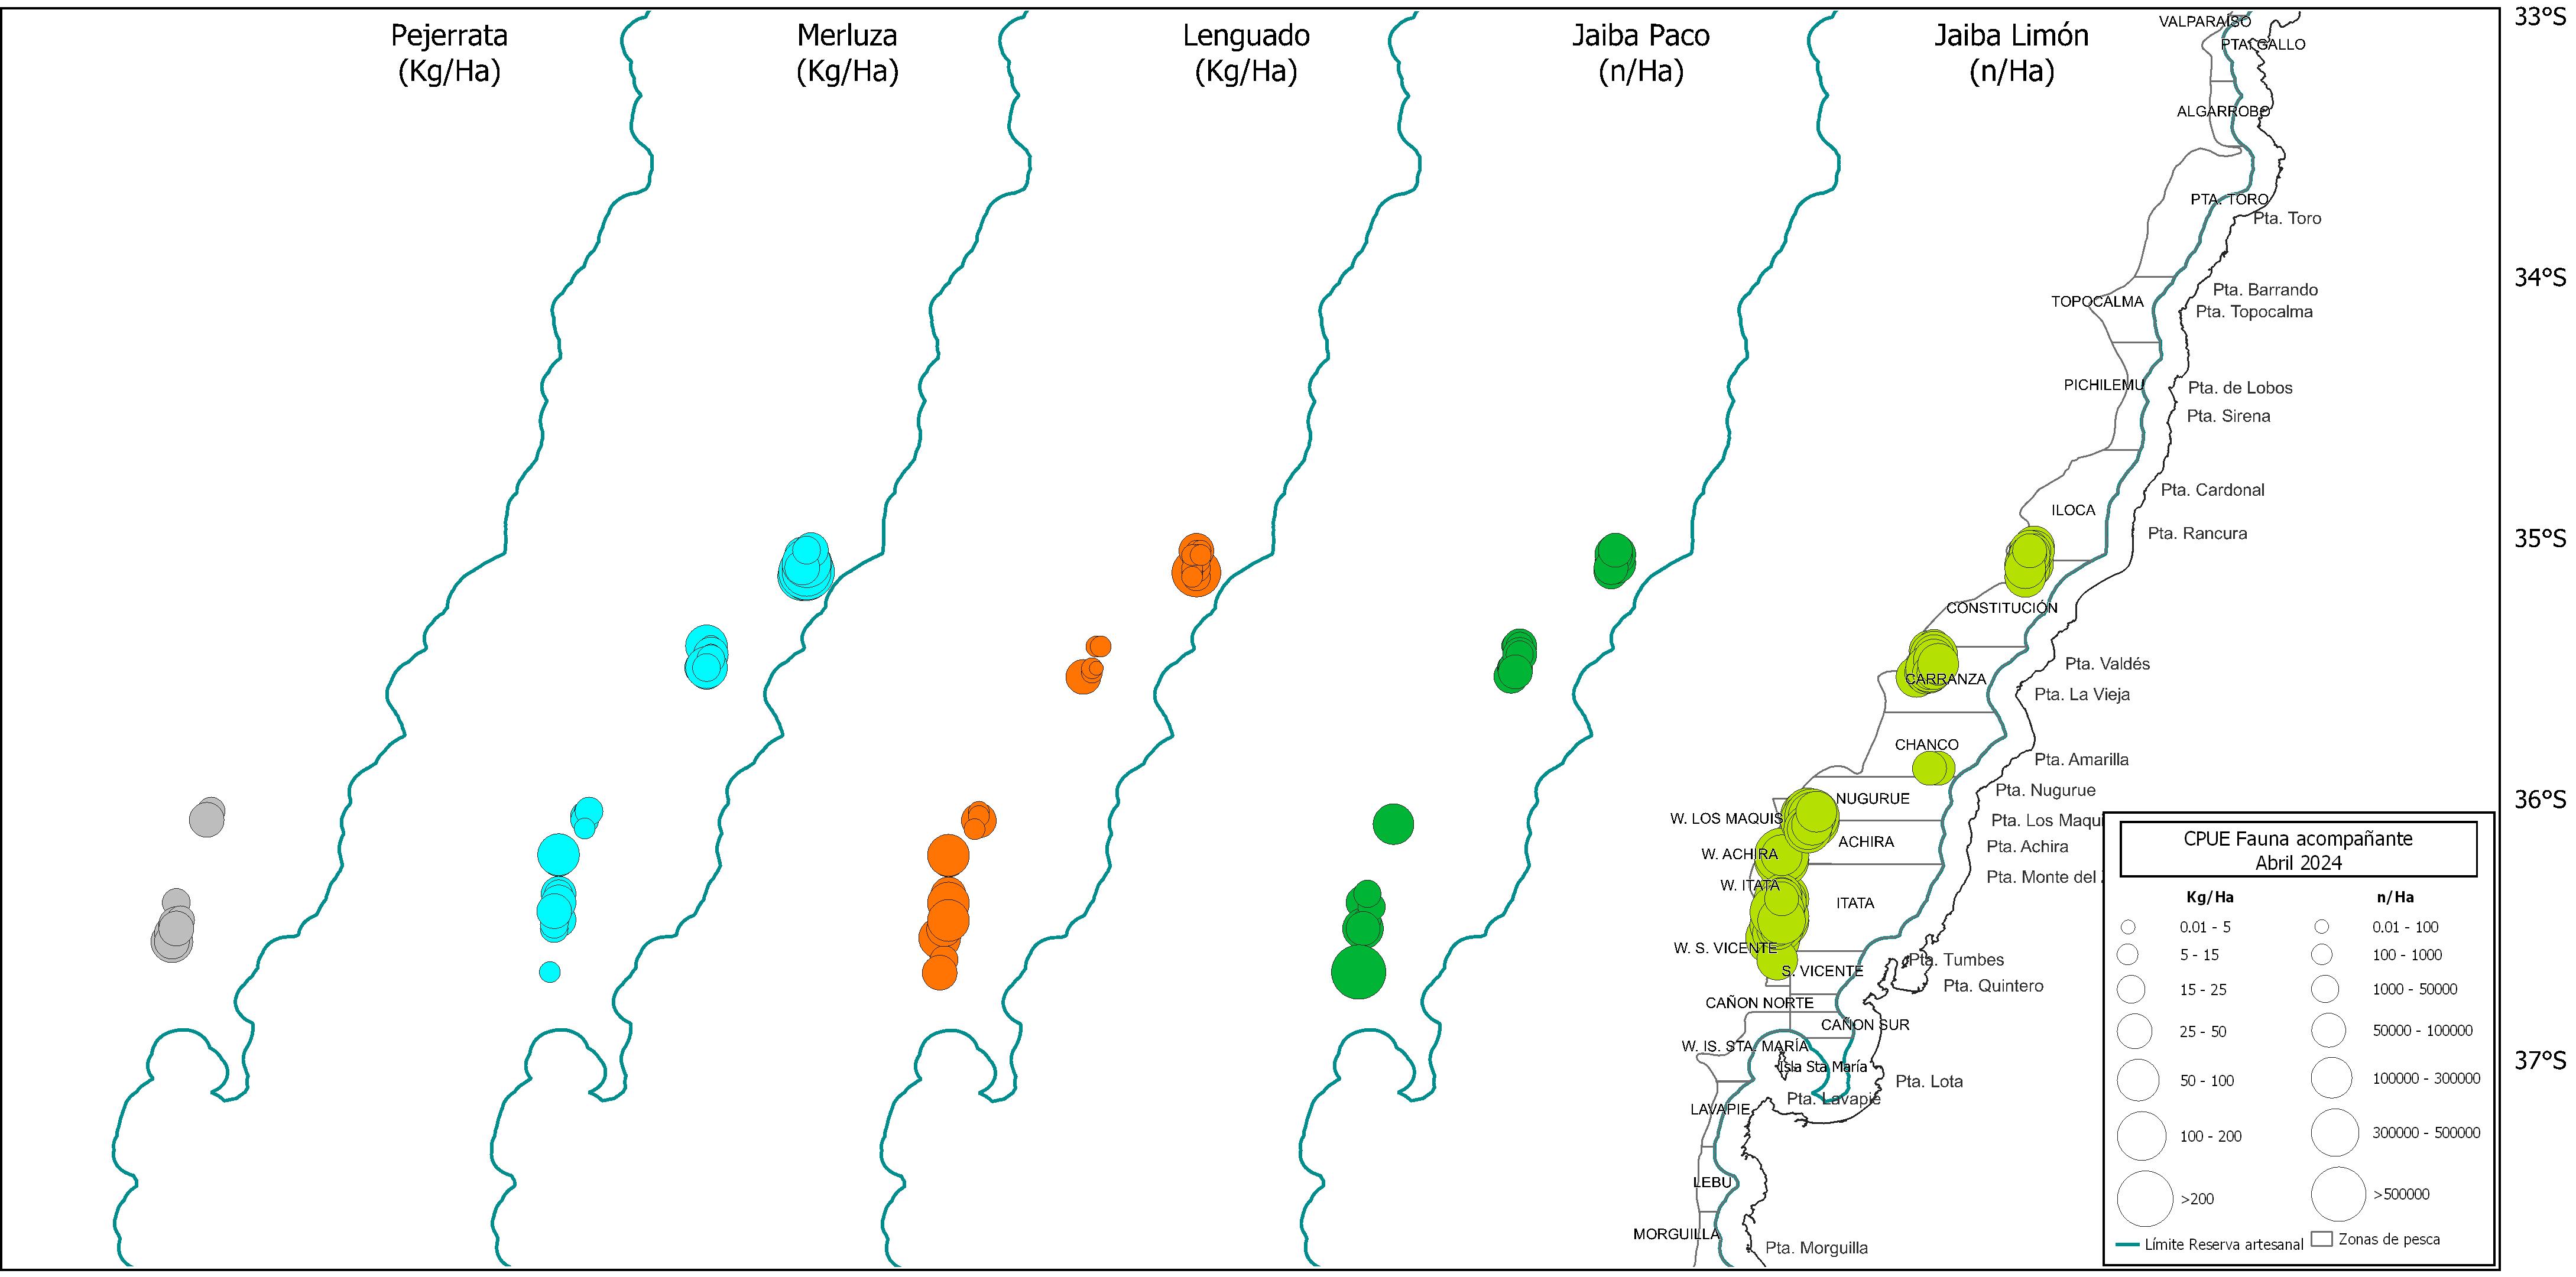 Pejerrata
(Kg/Ha)
Merluza
(Kg/Ha)
Lenguado
(Kg/Ha)
Jaiba Paco
(n/Ha)
Jaiba Limón
(n/Ha)
33°S
34°S
35°S
36°S
37°S
VALPARAÍSO
PTA. GALLO
ALGARROBO
PTA. TORO
Pta. Toro
Pta. Barrando
TOPOCALMA
Pta. Topocalma
PICHILEMU
Pta. de Lobos
Pta. Sirena
Pta. Cardonal
ILOCA
Pta. Rancura
CONSTITUCIÓN
Pta. Valdés
CARRANZA
Pta. La Vieja
CHANCO
Pta. Amarilla
Pta. Nugurue
NUGURUE
W. LOS MAQUIS
Pta. Los Maqu
ACHIRA
Pta. Achira
W. ACHIRA
Pta. Monte del
W. ITATA
ITATA
W. S. VICENTE
Pta. Tumbes
S. VICENTE
Pta. Quintero
CAÑON NORTE
CAÑON SUR
W. IS. STA. MARÍA
Isla Sta María
Pta. Lota
Pta. Lavapié
LAVAPIE
LEBU
MORGUILLA
Pta. Morguilla
CPUE Fauna acompañante
Abril 2024
Kg/Ha
n/Ha
0.01 - 5
0.01 - 100
5 - 15
100 - 1000
15 - 25
1000 - 50000
25 - 50
50000 - 100000
50 - 100
100000 - 300000
100 - 200
300000 - 500000
>200
>500000
Límite Reserva artesanal
Zonas de pesca